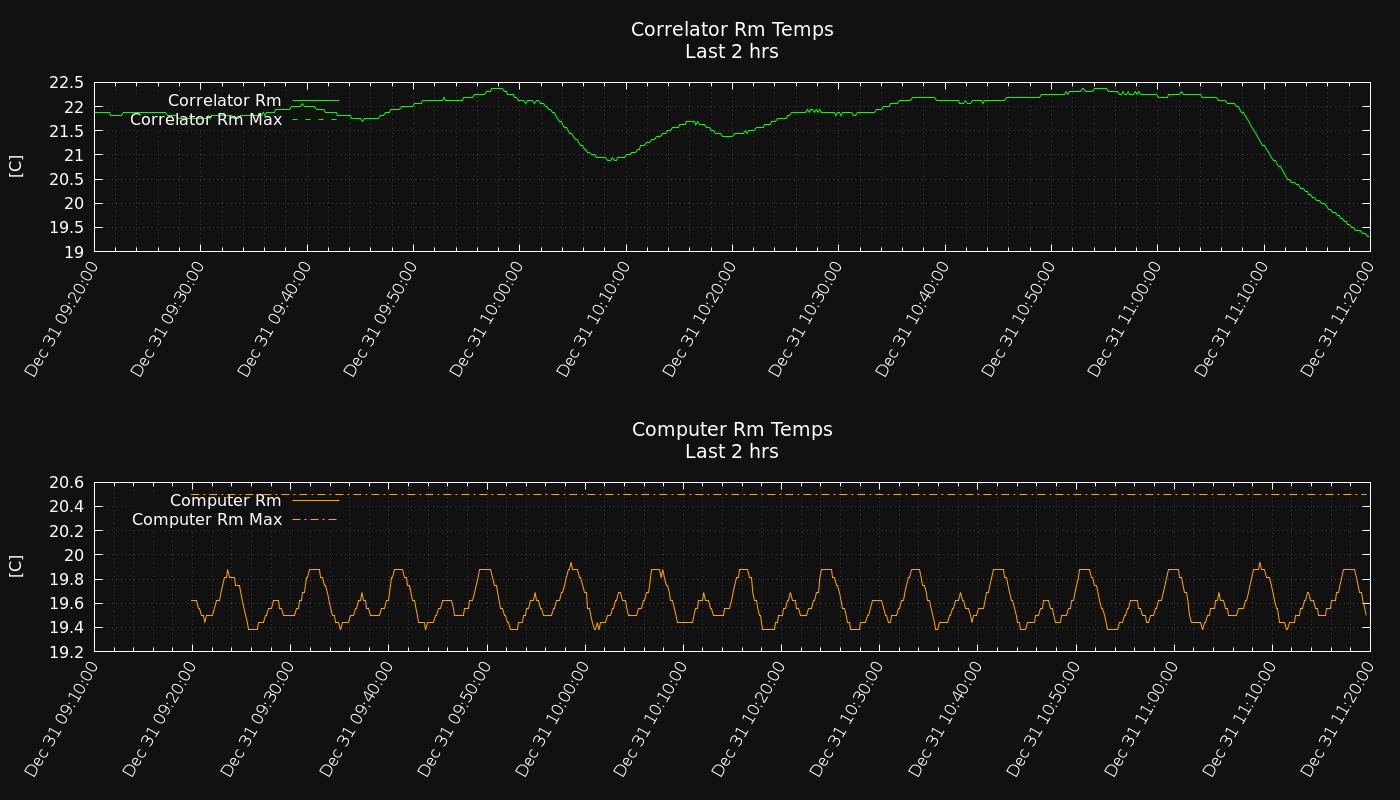 Correlator Rm Temps
Last 2 hrs
22.5
22
21.5
21
20.5
20
19.5
19
[C]
Correlator Rm
Correlator Rm Max
Dec 31 09:20:00
Dec 31 09:30:00
Dec 31 09:40:00
Dec 31 09:50:00
Dec 31 10:00:00
Dec 31 10:10:00
Dec 31 10:20:00
Dec 31 10:30:00
Dec 31 10:40:00
Dec 31 10:50:00
Dec 31 11:00:00
Dec 31 11:10:00
Dec 31 11:20:00
Computer Rm Temps
Last 2 hrs
20.6
20.4
20.2
20
19.8
19.6
19.4
19.2
[C]
Computer Rm
Computer Rm Max
Dec 31 09:10:00
Dec 31 09:20:00
Dec 31 09:30:00
Dec 31 09:40:00
Dec 31 09:50:00
Dec 31 10:00:00
Dec 31 10:10:00
Dec 31 10:20:00
Dec 31 10:30:00
Dec 31 10:40:00
Dec 31 10:50:00
Dec 31 11:00:00
Dec 31 11:10:00
Dec 31 11:20:00